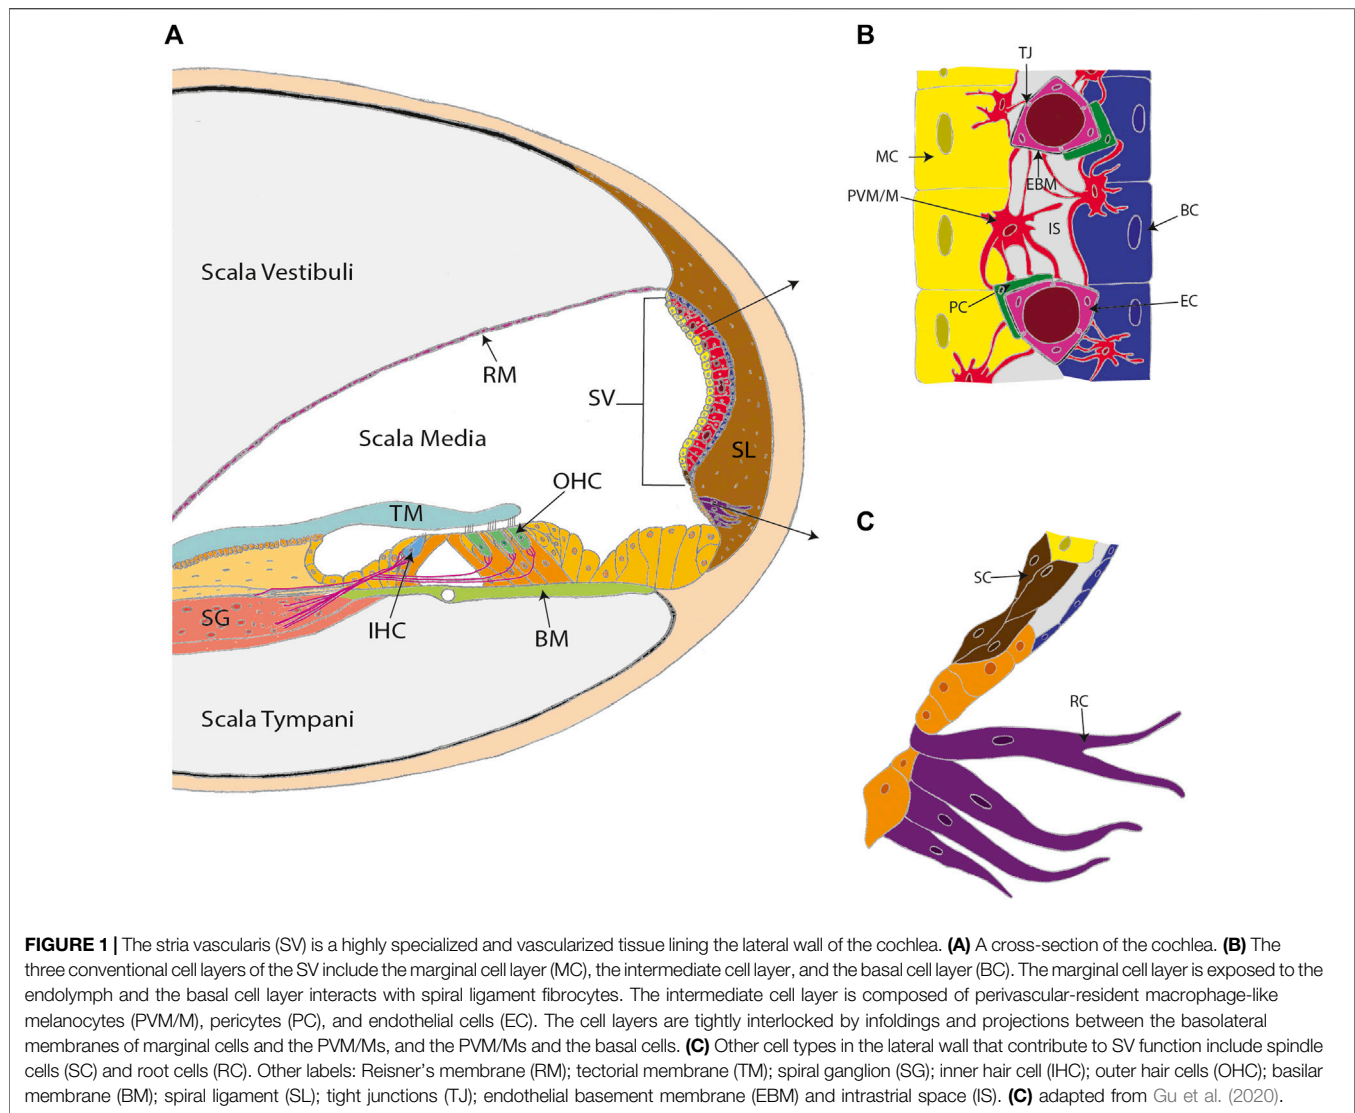 A
Scala Vestibuli
RM
SV
Scala Media
SL
OHC
TM
SG
IHC
BM
Scala Tympani
B
TJ
MC
EBM
PVM/M
BC
IS
PC
EC
C
SC
RC
FIGURE 1 | The stria vascularis (SV) is a highly specialized and vascularized tissue lining the lateral wall of the cochlea. (A) A cross-section of the cochlea. (B) The
three conventional cell layers of the SV include the marginal cell layer (MC), the intermediate cell layer, and the basal cell layer (BC). The marginal cell layer is exposed to the
endolymph and the basal cell layer interacts with spiral ligament fibrocytes. The intermediate cell layer is composed of perivascular-resident macrophage-like
melanocytes (PVM/M), pericytes (PC), and endothelial cells (EC). The cell layers are tightly interlocked by infoldings and projections between the basolateral
membranes of marginal cells and the PVM/Ms, and the PVM/Ms and the basal cells. (C) Other cell types in the lateral wall that contribute to SV function include spindle
cells (SC) and root cells (RC). Other labels: Reisner's membrane (RM); tectorial membrane (TM); spiral ganglion (SG); inner hair cell (IHC); outer hair cells (OHC); basilar
membrane (BM); spiral ligament (SL); tight junctions (TJ); endothelial basement membrane (EBM) and intrastrial space (IS). (C) adapted from Gu et al. (2020).